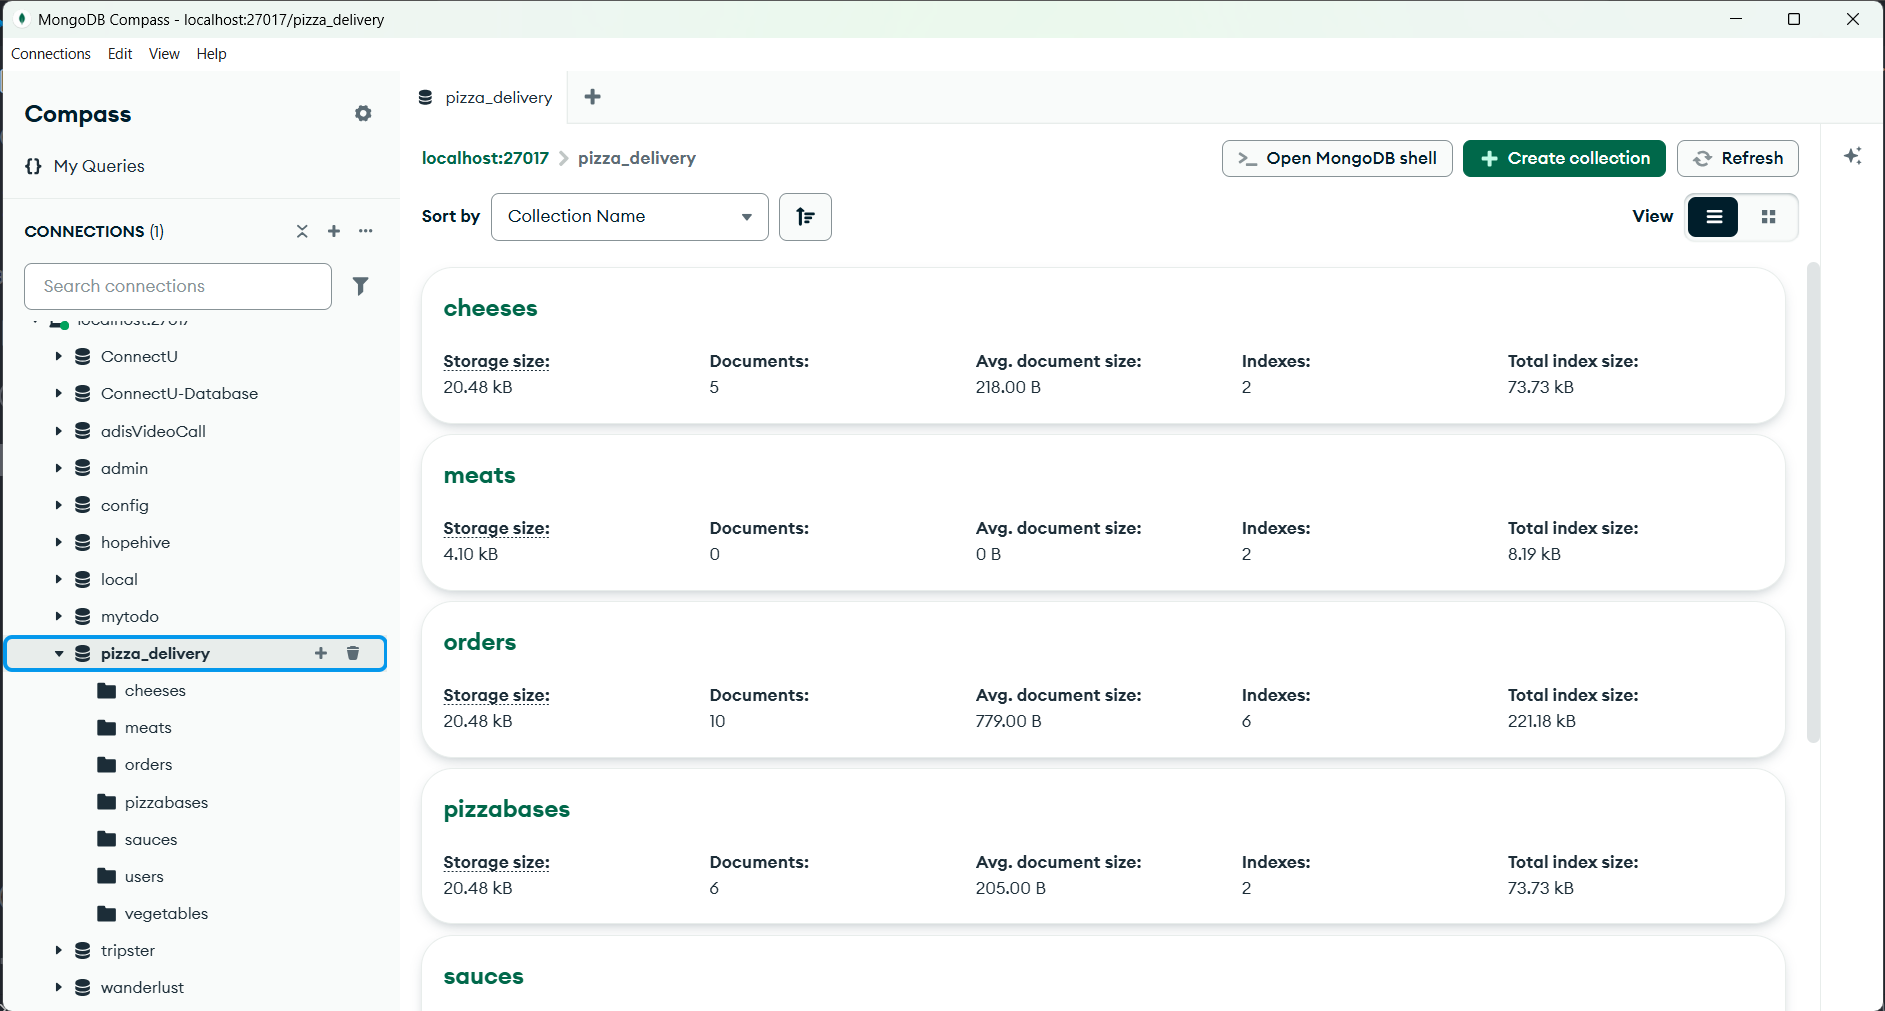 MongoDB Compass - localhost:27017/pizza_delivery
Connections Edit View Help
Compass
{} My Queries
CONNECTIONS (1)
Search connections
localhost:27017
ConnectU
ConnectU-Database
adisVideoCall
admin
config
hopehive
local
mytodo
pizza_delivery
cheeses
meats
orders
pizzabases
sauces
users
vegetables
tripster
wanderlust
pizza_delivery
localhost:27017 > pizza_delivery
>_ Open MongoDB shell
+ Create collection
Refresh
Sort by Collection Name
View
cheeses
Storage size: Documents: Avg. document size: Indexes: Total index size:
20.48 kB 5 218.00 B 2 73.73 kB
meats
Storage size: Documents: Avg. document size: Indexes: Total index size:
4.10 kB 0 0 B 2 8.19 kB
orders
Storage size: Documents: Avg. document size: Indexes: Total index size:
20.48 kB 10 779.00 B 6 221.18 kB
pizzabases
Storage size: Documents: Avg. document size: Indexes: Total index size:
20.48 kB 6 205.00 B 2 73.73 kB
sauces